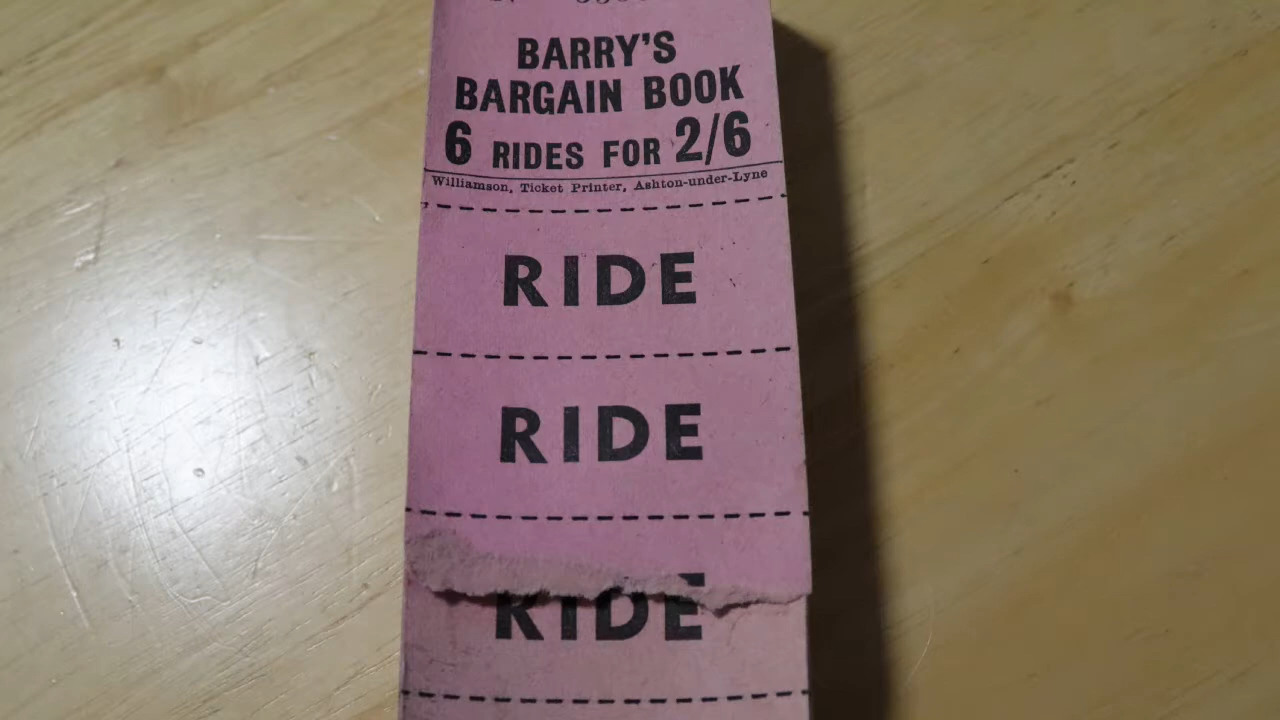 BARRY'S
BARGAIN BOOK
6 RIDES FOR 2/6
Williamson, Ticket Printer, Ashton-under-Lyne
RIDE
RIDE
RIDE